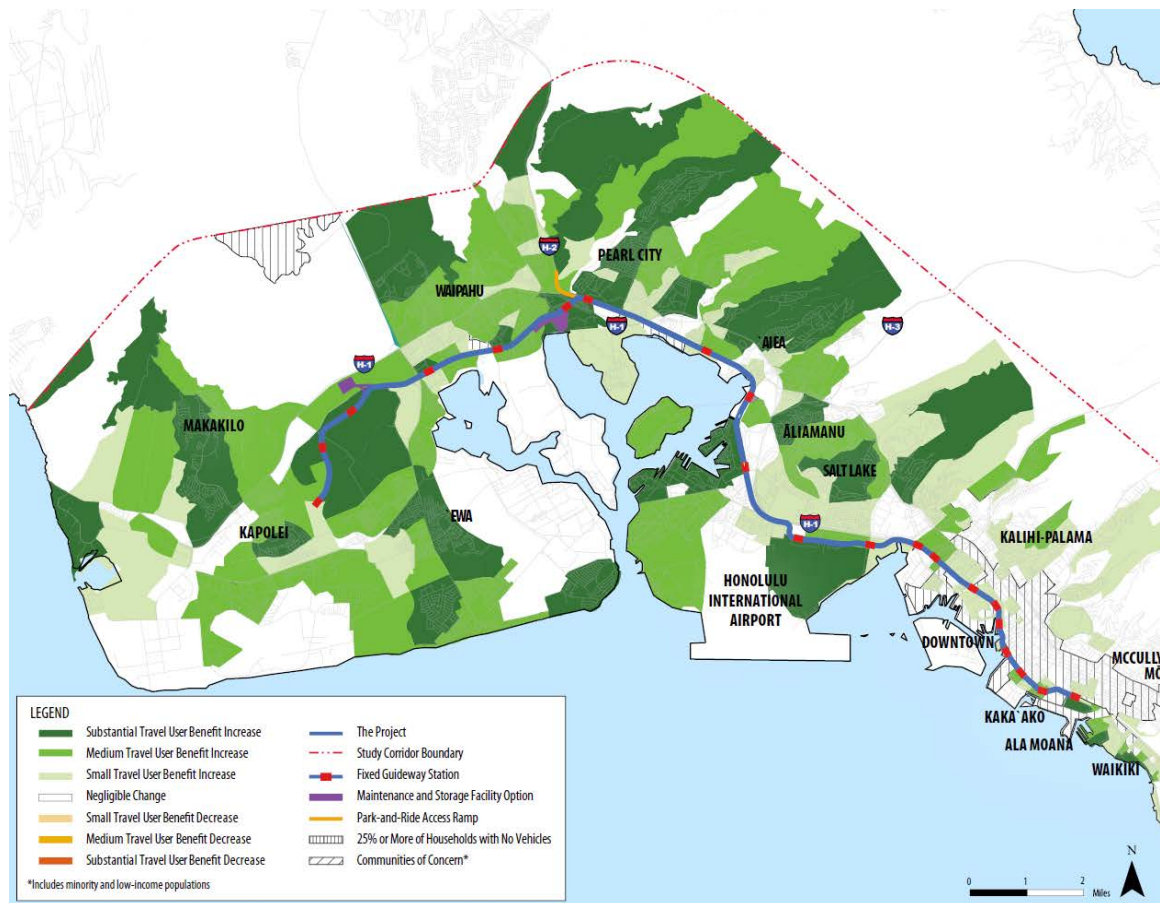 H-2
PEARL CITY
WAIPAHU
H-1
H-1
`AIEA
H-3
MAKAKILO
ĀLIAMANU
SALT LAKE
`EWA
KAPOLEI
H-1
KALIHI-PALAMA
HONOLULU
INTERNATIONAL
AIRPORT
DOWNTOWN
MCCULLY
MŌ
KAKA`AKO
ALA MOANA
WAIKIKI
LEGEND
Substantial Travel User Benefit Increase
Medium Travel User Benefit Increase
Small Travel User Benefit Increase
Negligible Change
Small Travel User Benefit Decrease
Medium Travel User Benefit Decrease
Substantial Travel User Benefit Decrease
The Project
Study Corridor Boundary
Fixed Guideway Station
Maintenance and Storage Facility Option
Park-and-Ride Access Ramp
25% or More of Households with No Vehicles
Communities of Concern*
*Includes minority and low-income populations
N
0 1 2
Miles